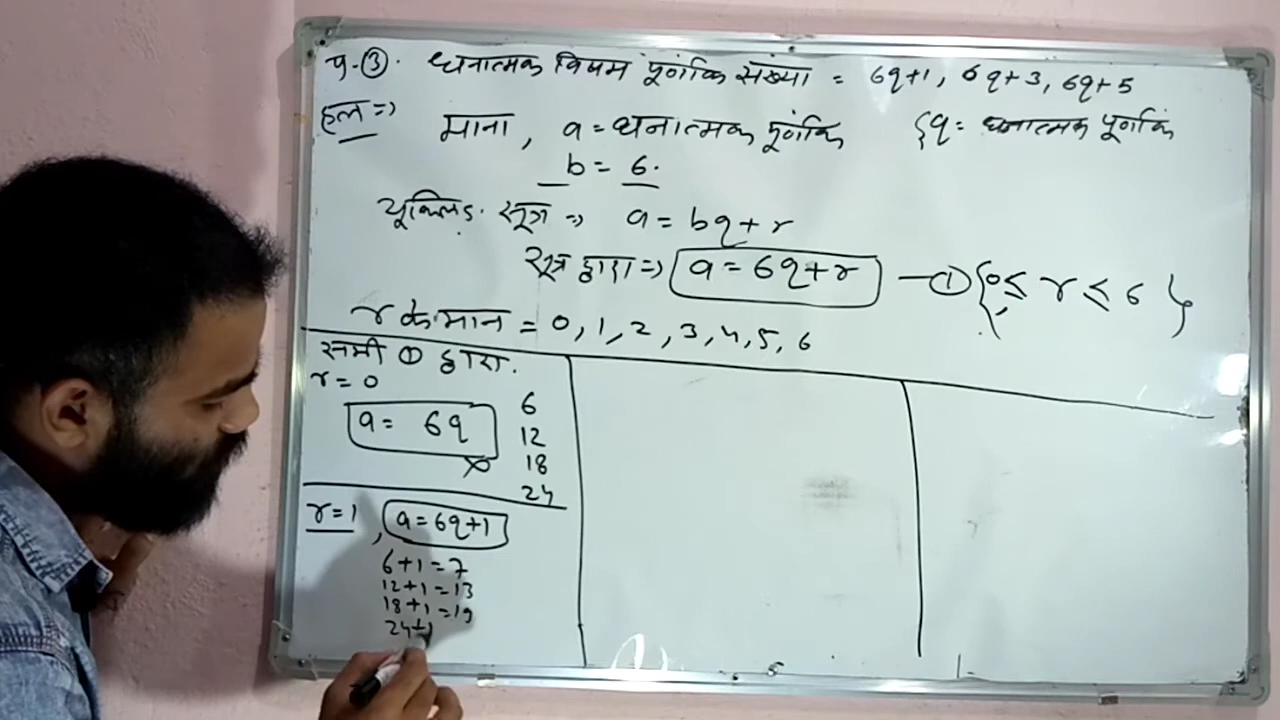 प्र.③. धनात्मक विषम पूर्णांक संख्या = 6q+1, 6q+3, 6q+5
हल=>
माना, a = धनात्मक पूर्णांक {q = धनात्मक पूर्णांक
b = 6.
यूक्लिड. सूत्र => a = bq + r
सूत्र द्वारा => a = 6q+r —① {0 ≤ r ≤ 6 }
r के मान = 0, 1, 2, 3, 4, 5, 6
समी ① द्वारा.
r = 0
a = 6q
6
12
18
24
r = 1, a = 6q+1
6+1=7
12+1=13
18+1=19
24+1